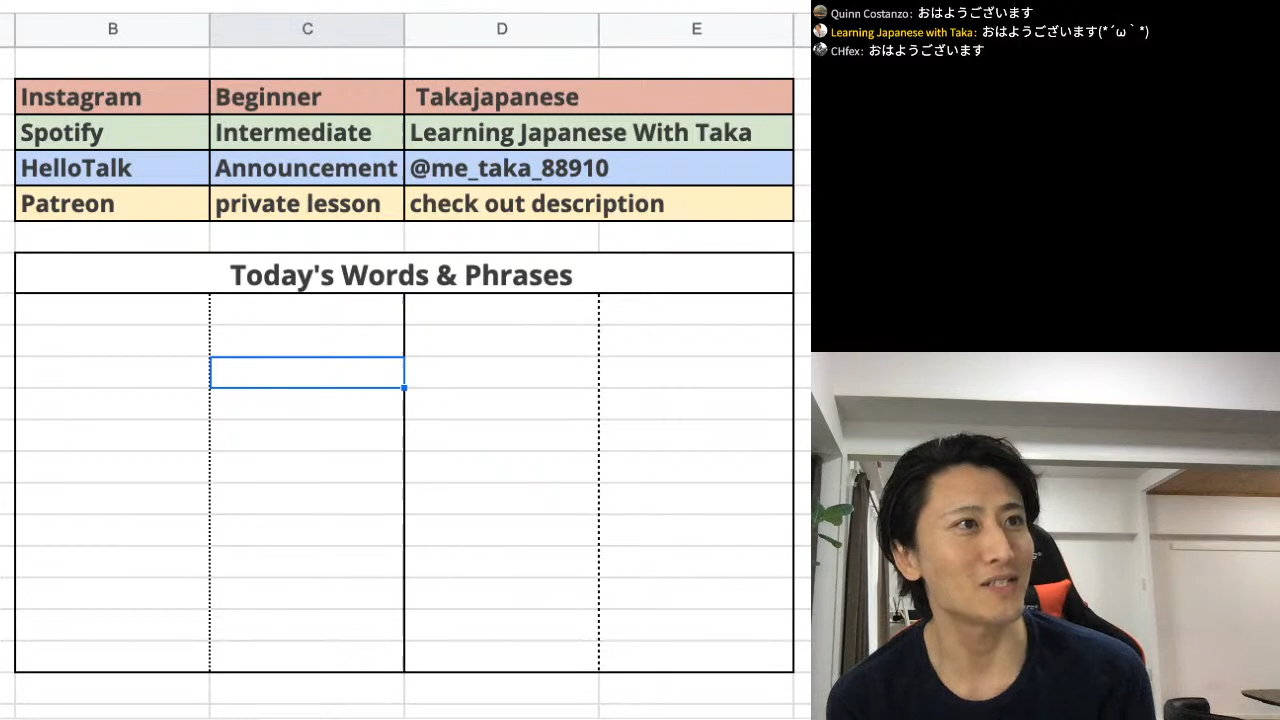 B C D E
Instagram Beginner Takajapanese
Spotify Intermediate Learning Japanese With Taka
HelloTalk Announcement @me_taka_88910
Patreon private lesson check out description
Today's Words & Phrases
Quinn Costanzo: おはようございます
Learning Japanese with Taka: おはようございます(*´ω｀*)
CHfex: おはようございます